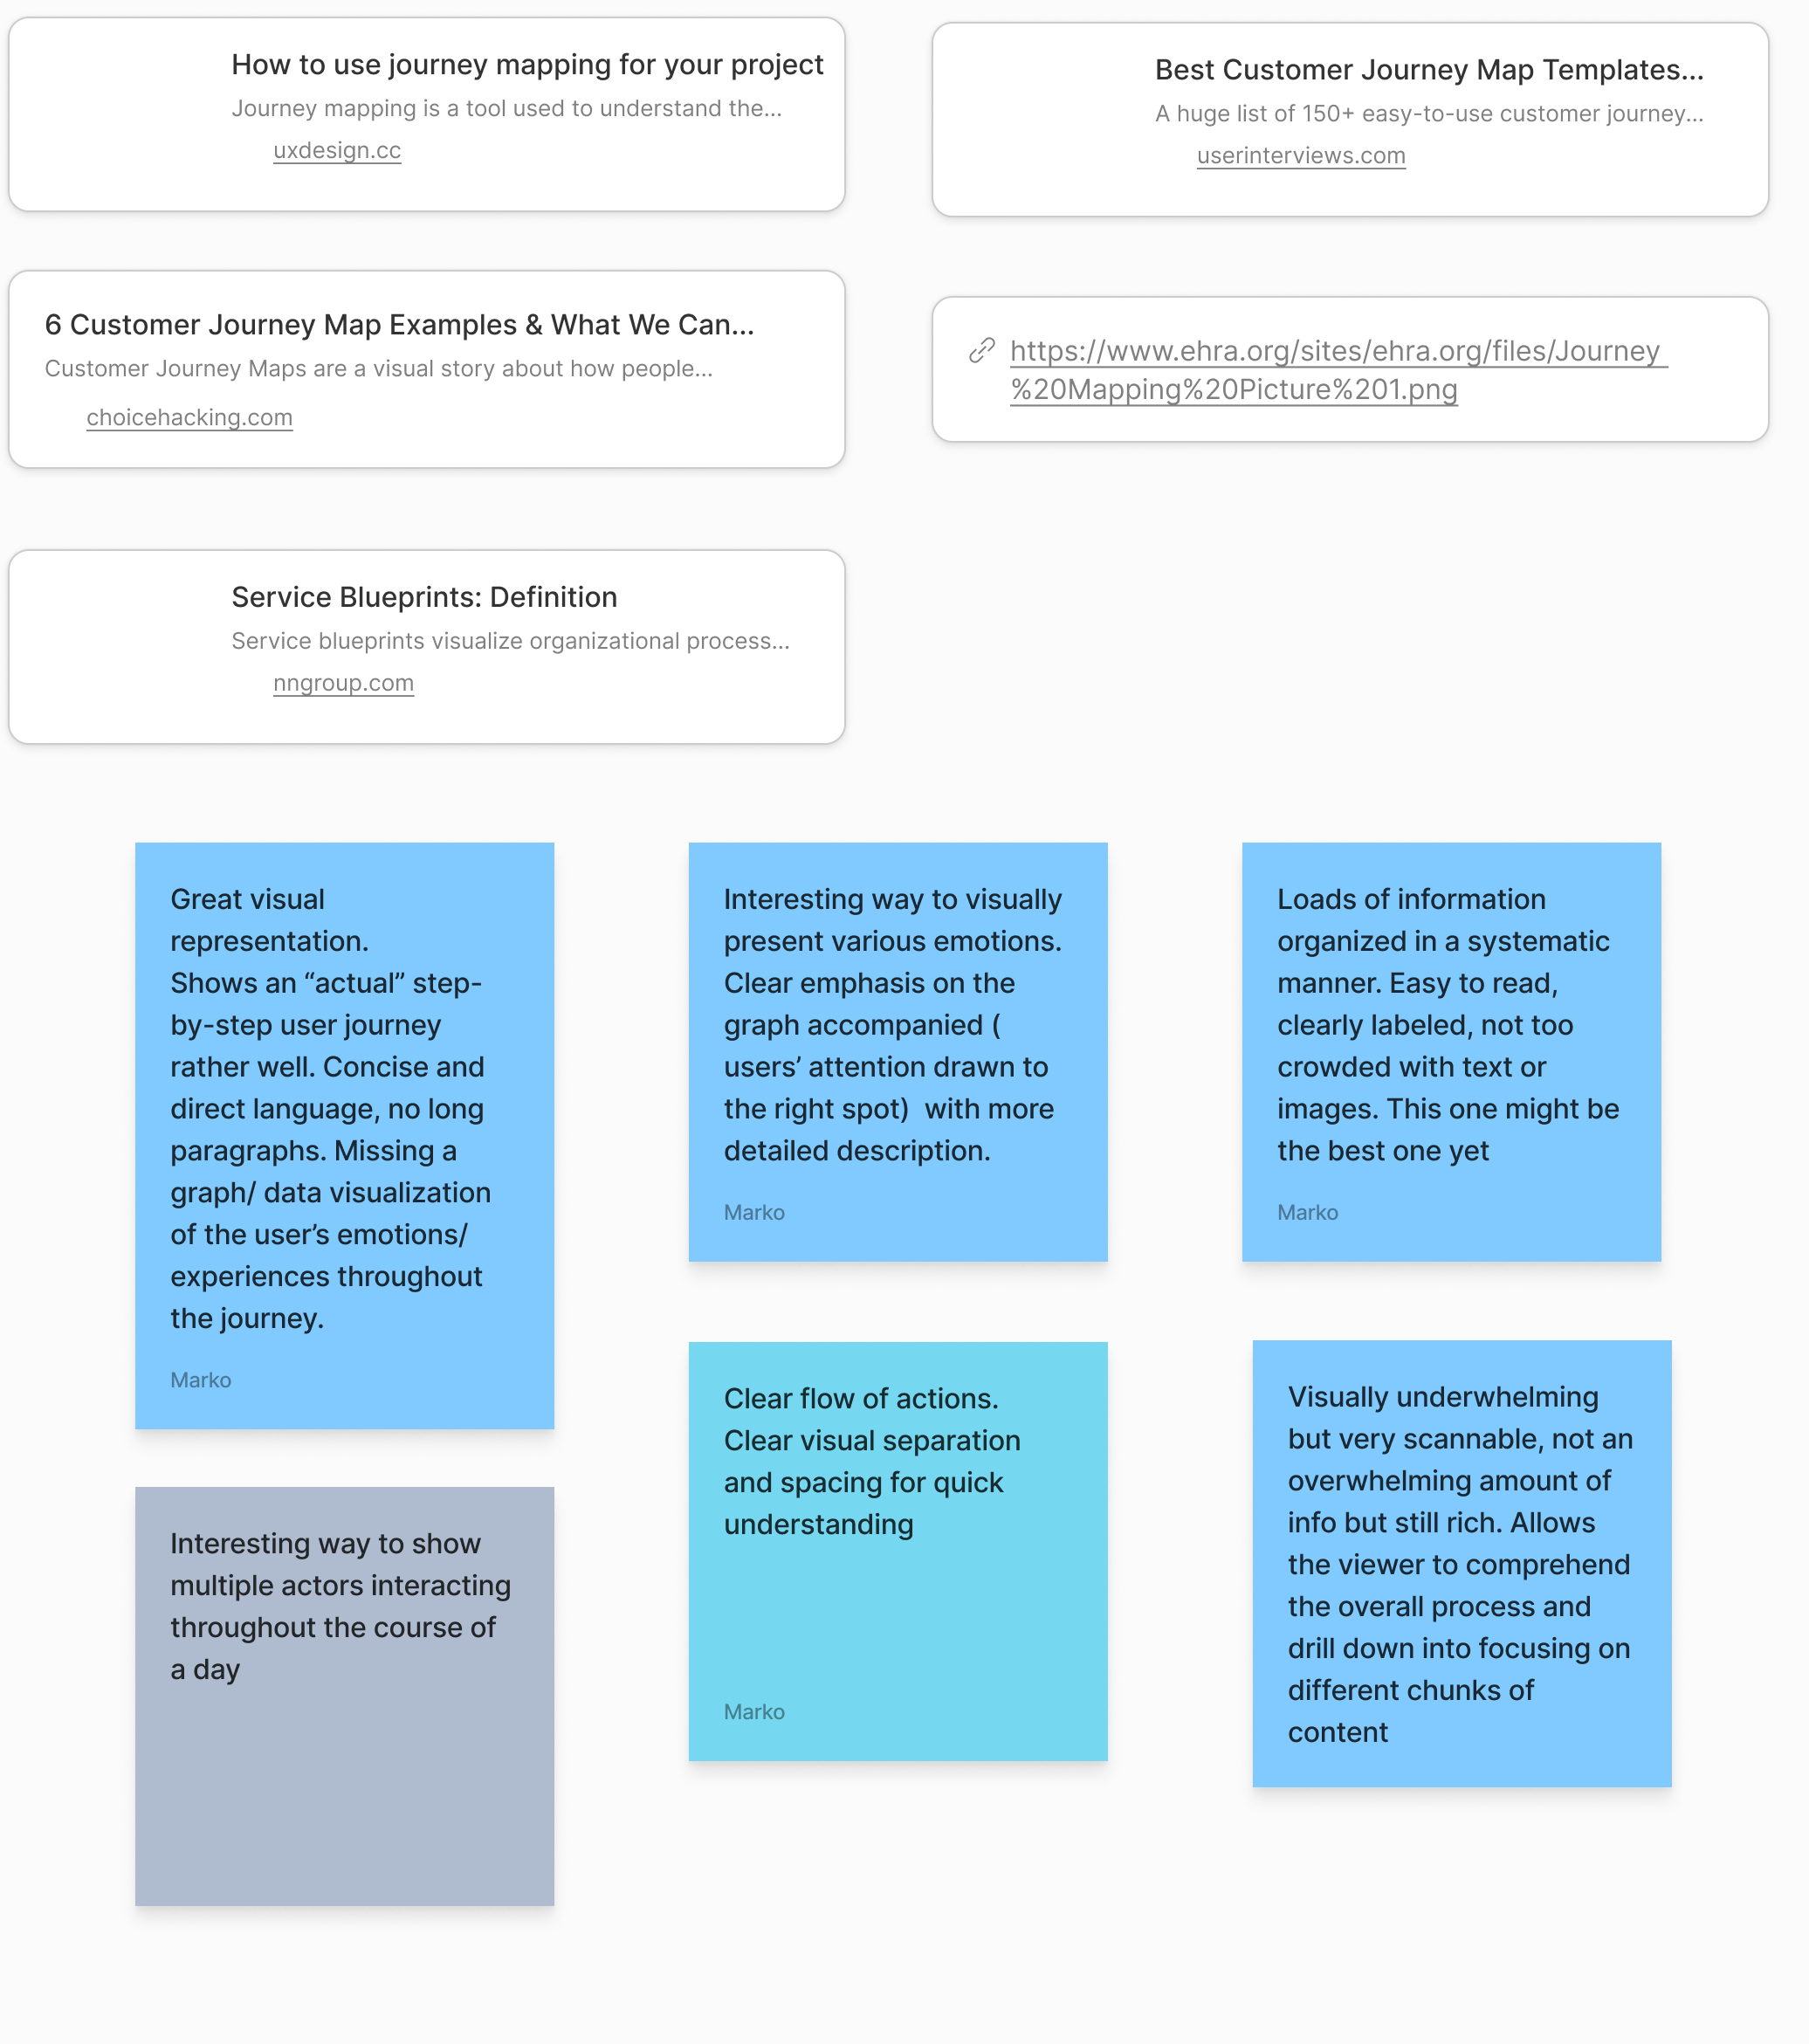 How to use journey mapping for your project
Journey mapping is a tool used to understand the...
uxdesign.cc
Best Customer Journey Map Templates...
A huge list of 150+ easy-to-use customer journey...
userinterviews.com
6 Customer Journey Map Examples & What We Can...
Customer Journey Maps are a visual story about how people...
choicehacking.com
https://www.ehra.org/sites/ehra.org/files/Journey
%20Mapping%20Picture%201.png
Service Blueprints: Definition
Service blueprints visualize organizational process...
nngroup.com
Great visual
representation.
Shows an “actual” step-
by-step user journey
rather well. Concise and
direct language, no long
paragraphs. Missing a
graph/ data visualization
of the user’s emotions/
experiences throughout
the journey.
Marko
Interesting way to visually
present various emotions.
Clear emphasis on the
graph accompanied (
users’ attention drawn to
the right spot)  with more
detailed description.
Marko
Loads of information
organized in a systematic
manner. Easy to read,
clearly labeled, not too
crowded with text or
images. This one might be
the best one yet
Marko
Interesting way to show
multiple actors interacting
throughout the course of
a day
Clear flow of actions.
Clear visual separation
and spacing for quick
understanding
Marko
Visually underwhelming
but very scannable, not an
overwhelming amount of
info but still rich. Allows
the viewer to comprehend
the overall process and
drill down into focusing on
different chunks of
content